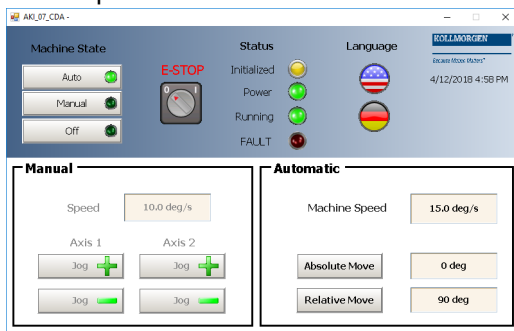 AKI_07_CDA -
Machine State
Status
Language
KOLLMORGEN
Because Motion Matters™
Auto
E-STOP
Initialized
4/12/2018 4:58 PM
0 I
Manual
Power
Running
Off
FAULT
Manual
Automatic
Speed
10.0 deg/s
Machine Speed
15.0 deg/s
Axis 1
Axis 2
Jog
Jog
Absolute Move
0 deg
Jog
Jog
Relative Move
90 deg